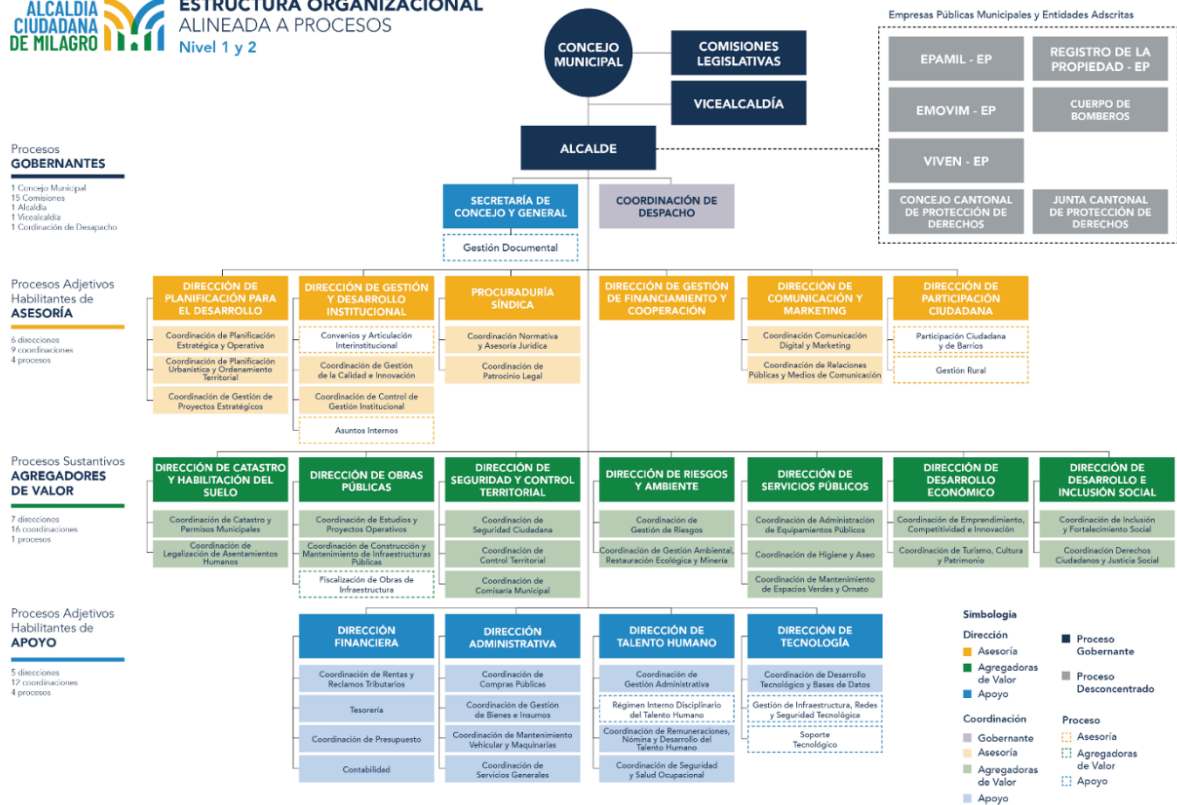 ALCALDÍA
CIUDADANA
DE MILAGRO
ESTRUCTURA ORGANIZACIONAL
ALINEADA A PROCESOS
Nivel 1 y 2
CONCEJO
MUNICIPAL
COMISIONES
LEGISLATIVAS
VICEALCALDÍA
ALCALDE
SECRETARÍA DE
CONCEJO Y GENERAL
Gestión Documental
COORDINACIÓN DE
DESPACHO
Empresas Públicas Municipales y Entidades Adscritas
EPAMIL - EP
REGISTRO DE LA
PROPIEDAD - EP
EMOVIM - EP
CUERPO DE
BOMBEROS
VIVEN - EP
CONCEJO CANTONAL
DE PROTECCIÓN DE
DERECHOS
JUNTA CANTONAL
DE PROTECCIÓN DE
DERECHOS
Procesos
GOBERNANTES
1 Concejo Municipal
15 Comisiones
1 Alcaldía
1 Vicealcaldía
1 Cordinación de Desapacho
Procesos Adjetivos
Habilitantes de
ASESORÍA
6 direcciones
9 coordinaciones
4 procesos
DIRECCIÓN DE
PLANIFICACIÓN PARA
EL DESARROLLO
Coordinación de Planificación
Estratégica y Operativa
Coordinación de Planificación
Urbanística y Ordenamiento
Territorial
Coordinación de Gestión de
Proyectos Estratégicos
DIRECCIÓN DE GESTIÓN
Y DESARROLLO
INSTITUCIONAL
Convenios y Articulación
Interinstitucional
Coordinación de Gestión
de la Calidad e Innovación
Coordinación de Control de
Gestión Institucional
Asuntos Internos
PROCURADURÍA
SÍNDICA
Coordinación Normativa
y Asesoría Jurídica
Coordinación de
Patrocinio Legal
DIRECCIÓN DE GESTIÓN
DE FINANCIAMIENTO Y
COOPERACIÓN
DIRECCIÓN DE
COMUNICACIÓN Y
MARKETING
Coordinación Comunicación
Digital y Marketing
Coordinación de Relaciones
Públicas y Medios de Comunicación
DIRECCIÓN DE
PARTICIPACIÓN
CIUDADANA
Participación Ciudadana
y de Barrios
Gestión Rural
Procesos Sustantivos
AGREGADORES
DE VALOR
7 direcciones
16 coordinaciones
1 procesos
DIRECCIÓN DE CATASTRO
Y HABILITACIÓN DEL
SUELO
Coordinación de Catastro y
Permisos Municipales
Coordinación de
Legalización de Asentamientos
Humanos
DIRECCIÓN DE OBRAS
PÚBLICAS
Coordinación de Estudios y
Proyectos Operativos
Coordinación de Construcción y
Mantenimiento de Infraestructuras
Públicas
Fiscalización de Obras de
Infraestructura
DIRECCIÓN DE
SEGURIDAD Y CONTROL
TERRITORIAL
Coordinación de
Seguridad Ciudadana
Coordinación de
Control Territorial
Coordinación de
Comisaría Municipal
DIRECCIÓN DE RIESGOS
Y AMBIENTE
Coordinación de
Gestión de Riesgos
Coordinación de Gestión Ambiental,
Restauración Ecológica y Minería
DIRECCIÓN DE
SERVICIOS PÚBLICOS
Coordinación de Administración
de Equipamientos Públicos
Coordinación de Higiene y Aseo
Coordinación de Mantenimiento
de Espacios Verdes y Ornato
DIRECCIÓN DE
DESARROLLO
ECONÓMICO
Coordinación de Emprendimiento,
Competitividad e Innovación
Coordinación de Turismo, Cultura
y Patrimonio
DIRECCIÓN DE
DESARROLLO E
INCLUSIÓN SOCIAL
Coordinación de Inclusión
y Fortalecimiento Social
Coordinación Derechos
Ciudadanos y Justicia Social
Procesos Adjetivos
Habilitantes de
APOYO
5 direcciones
12 coordinaciones
4 procesos
DIRECCIÓN
FINANCIERA
Coordinación de Rentas y
Reclamos Tributarios
Tesorería
Coordinación de Presupuesto
Contabilidad
DIRECCIÓN
ADMINISTRATIVA
Coordinación de
Compras Públicas
Coordinación de Gestión
de Bienes e Insumos
Coordinación de Mantenimiento
Vehicular y Maquinarias
Coordinación de
Servicios Generales
DIRECCIÓN DE
TALENTO HUMANO
Coordinación de
Gestión Administrativa
Régimen Interno Disciplinario
del Talento Humano
Coordinación de Remuneraciones,
Nómina y Desarrollo del
Talento Humano
Coordinación de Seguridad
y Salud Ocupacional
DIRECCIÓN DE
TECNOLOGÍA
Coordinación de Desarrollo
Tecnológico y Bases de Datos
Gestión de Infraestructura, Redes
y Seguridad Tecnológica
Soporte
Tecnológico
Simbología
Dirección
Asesoría
Agregadoras
de Valor
Apoyo
Proceso
Gobernante
Proceso
Desconcentrado
Coordinación
Gobernante
Asesoría
Agregadoras
de Valor
Apoyo
Proceso
Asesoría
Agregadoras
de Valor
Apoyo